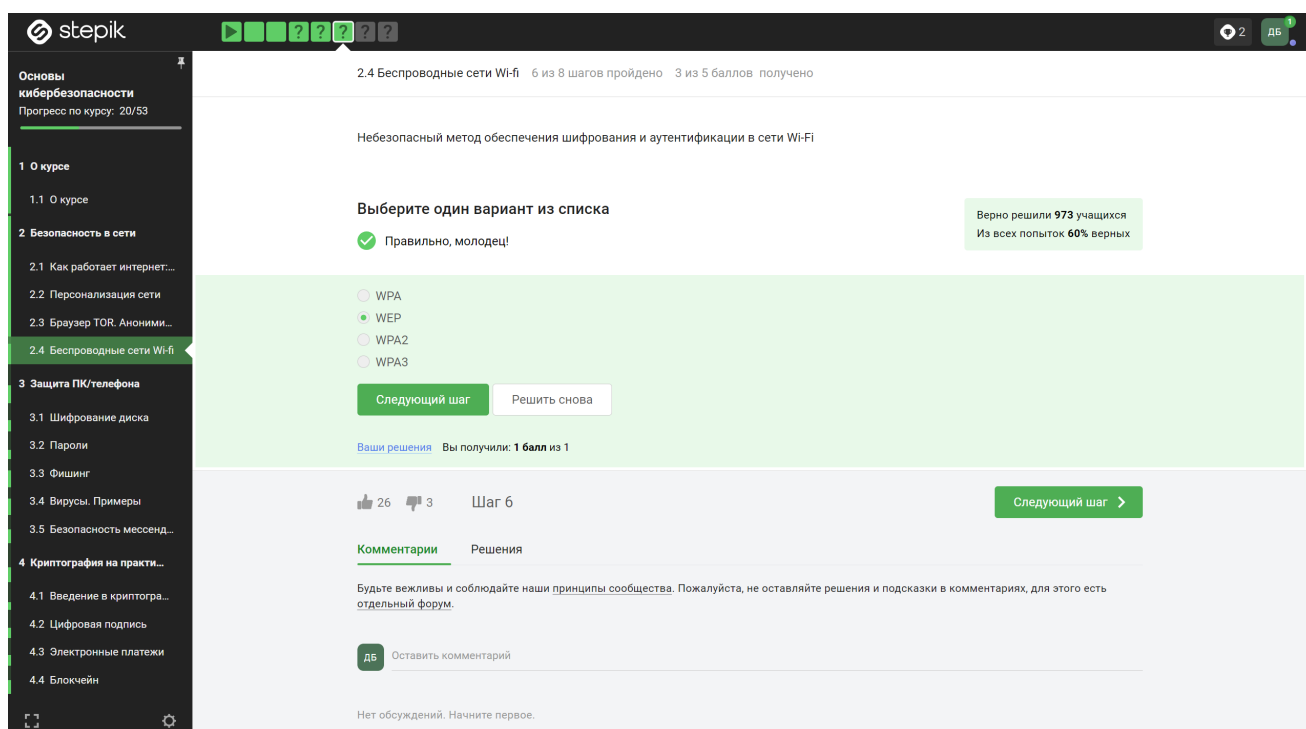 stepik
? ? ? ? ?
2
ДБ
1
Основы
кибербезопасности
Прогресс по курсу: 20/53
1 О курсе
1.1 О курсе
2 Безопасность в сети
2.1 Как работает интернет:...
2.2 Персонализация сети
2.3 Браузер TOR. Аноними...
2.4 Беспроводные сети Wi-fi
3 Защита ПК/телефона
3.1 Шифрование диска
3.2 Пароли
3.3 Фишинг
3.4 Вирусы. Примеры
3.5 Безопасность мессенд...
4 Криптография на практи...
4.1 Введение в криптогра...
4.2 Цифровая подпись
4.3 Электронные платежи
4.4 Блокчейн
2.4 Беспроводные сети Wi-fi 6 из 8 шагов пройдено 3 из 5 баллов получено
Небезопасный метод обеспечения шифрования и аутентификации в сети Wi-Fi
Выберите один вариант из списка
Правильно, молодец!
Верно решили 973 учащихся
Из всех попыток 60% верных
WPA
WEP
WPA2
WPA3
Следующий шаг
Решить снова
Ваши решения Вы получили: 1 балл из 1
26 3 Шаг 6
Следующий шаг
Комментарии Решения
Будьте вежливы и соблюдайте наши принципы сообщества. Пожалуйста, не оставляйте решения и подсказки в комментариях, для этого есть
отдельный форум.
ДБ Оставить комментарий
Нет обсуждений. Начните первое.